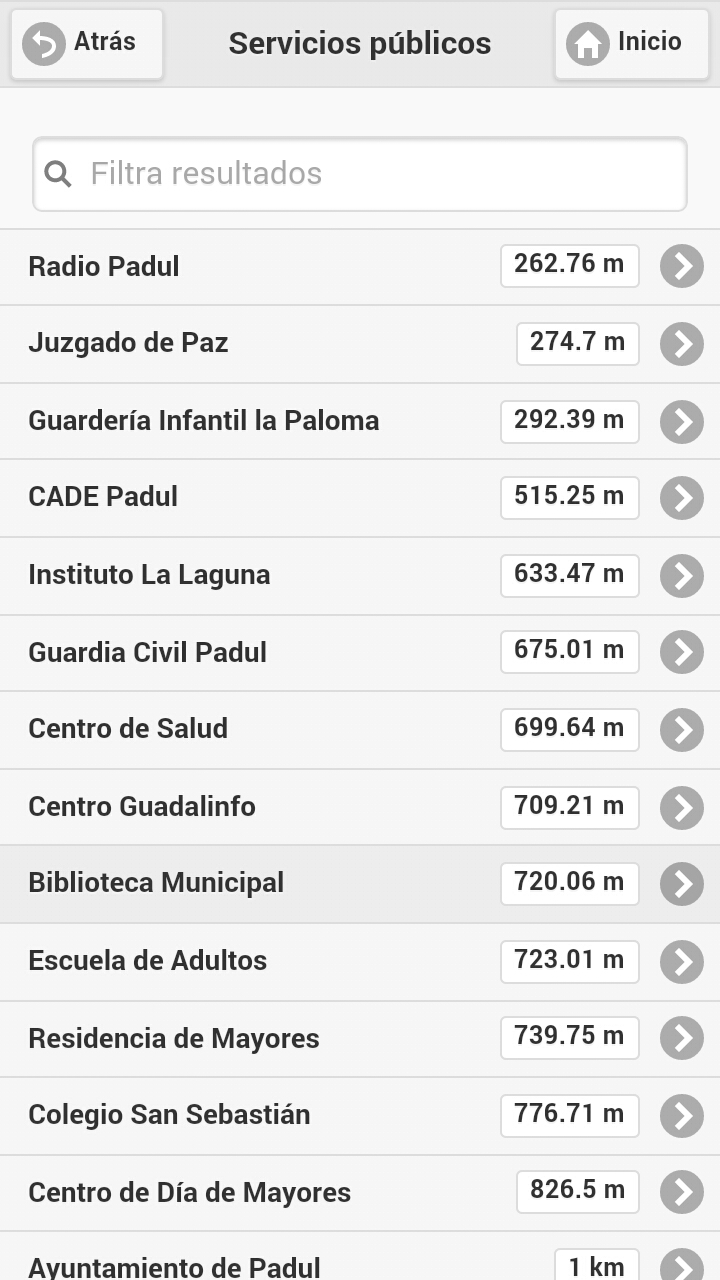 Atrás
Servicios públicos
Inicio
Filtra resultados
Radio Padul 262.76 m
Juzgado de Paz 274.7 m
Guardería Infantil la Paloma 292.39 m
CADE Padul 515.25 m
Instituto La Laguna 633.47 m
Guardia Civil Padul 675.01 m
Centro de Salud 699.64 m
Centro Guadalinfo 709.21 m
Biblioteca Municipal 720.06 m
Escuela de Adultos 723.01 m
Residencia de Mayores 739.75 m
Colegio San Sebastián 776.71 m
Centro de Día de Mayores 826.5 m
Ayuntamiento de Padul 1 km